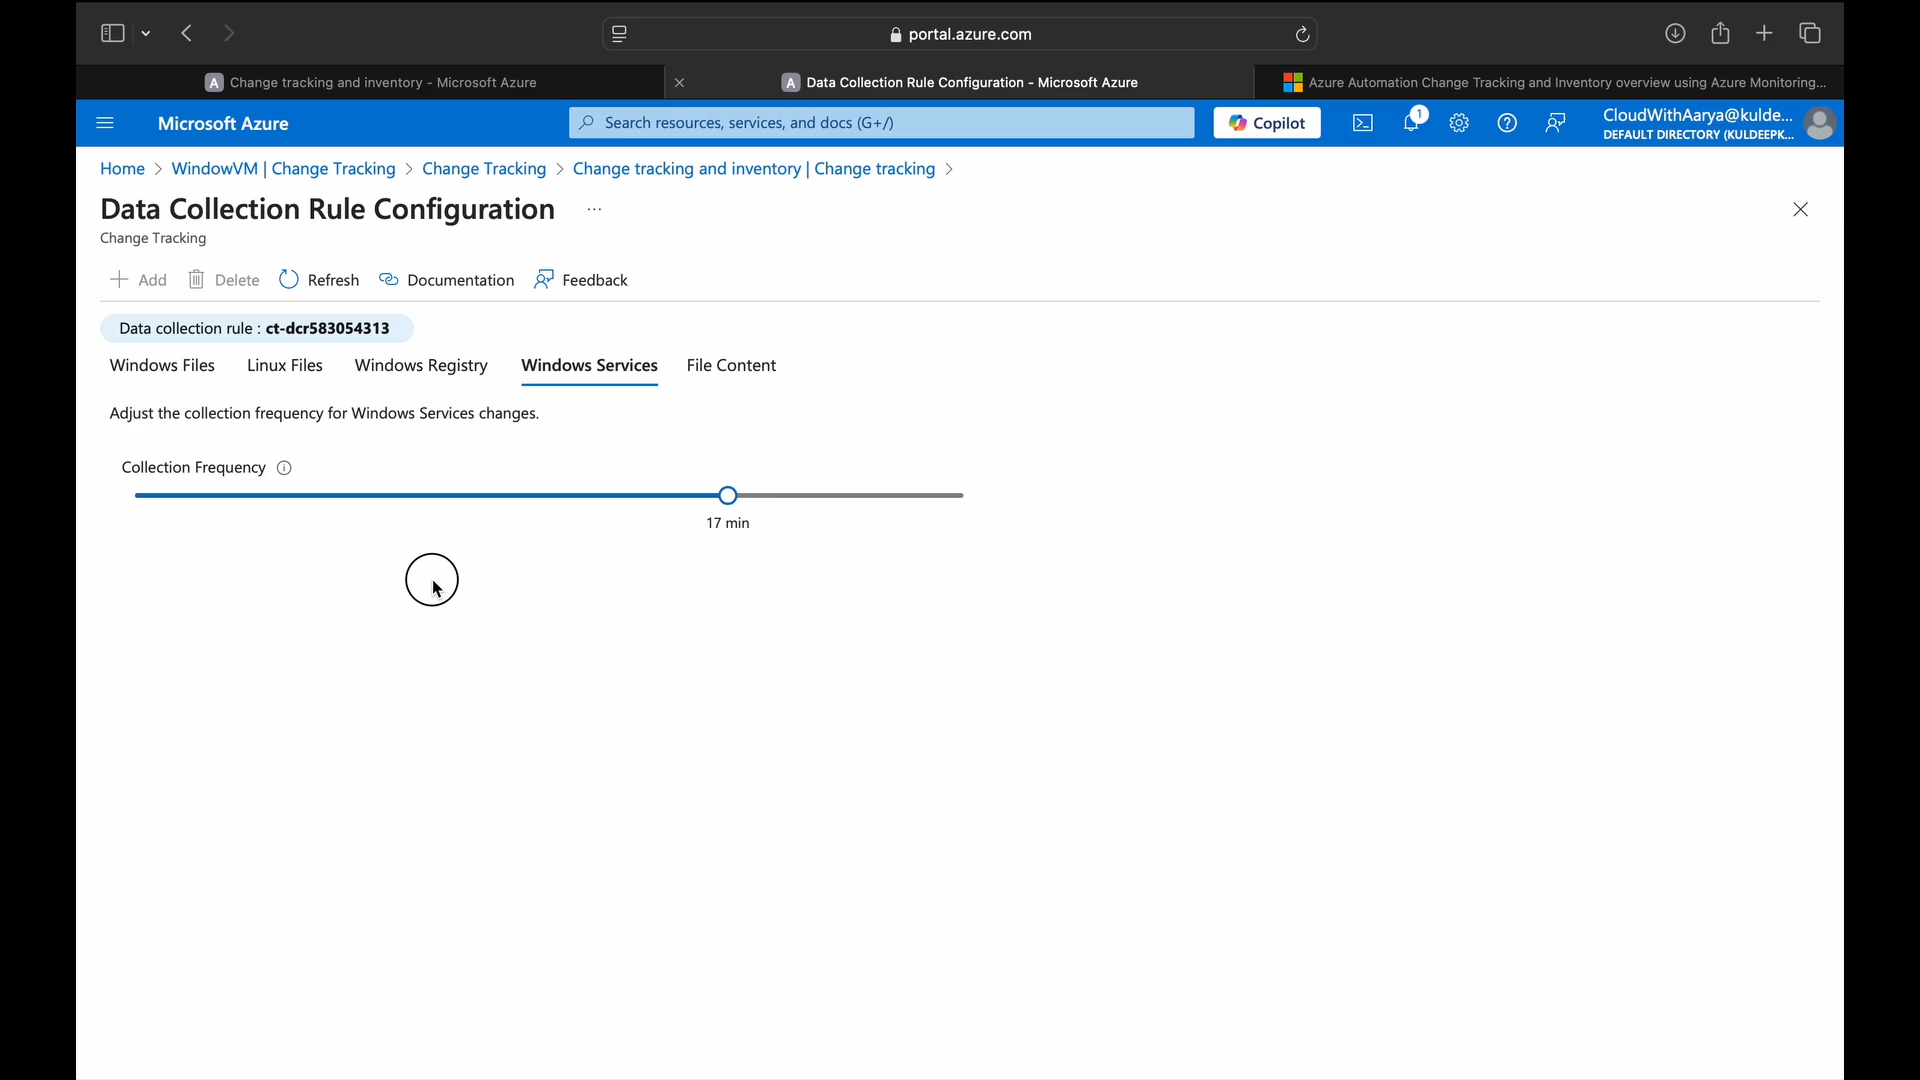 portal.azure.com
Change tracking and inventory - Microsoft Azure
Data Collection Rule Configuration - Microsoft Azure
Azure Automation Change Tracking and Inventory overview using Azure Monitoring...
Microsoft Azure
Search resources, services, and docs (G+/)
Copilot
1
CloudWithAarya@kulde...
DEFAULT DIRECTORY (KULDEEPK...
Home > WindowVM | Change Tracking > Change Tracking > Change tracking and inventory | Change tracking >
Data Collection Rule Configuration ...
Change Tracking
Add Delete Refresh Documentation Feedback
Data collection rule : ct-dcr583054313
Windows Files Linux Files Windows Registry Windows Services File Content
Adjust the collection frequency for Windows Services changes.
Collection Frequency
17 min